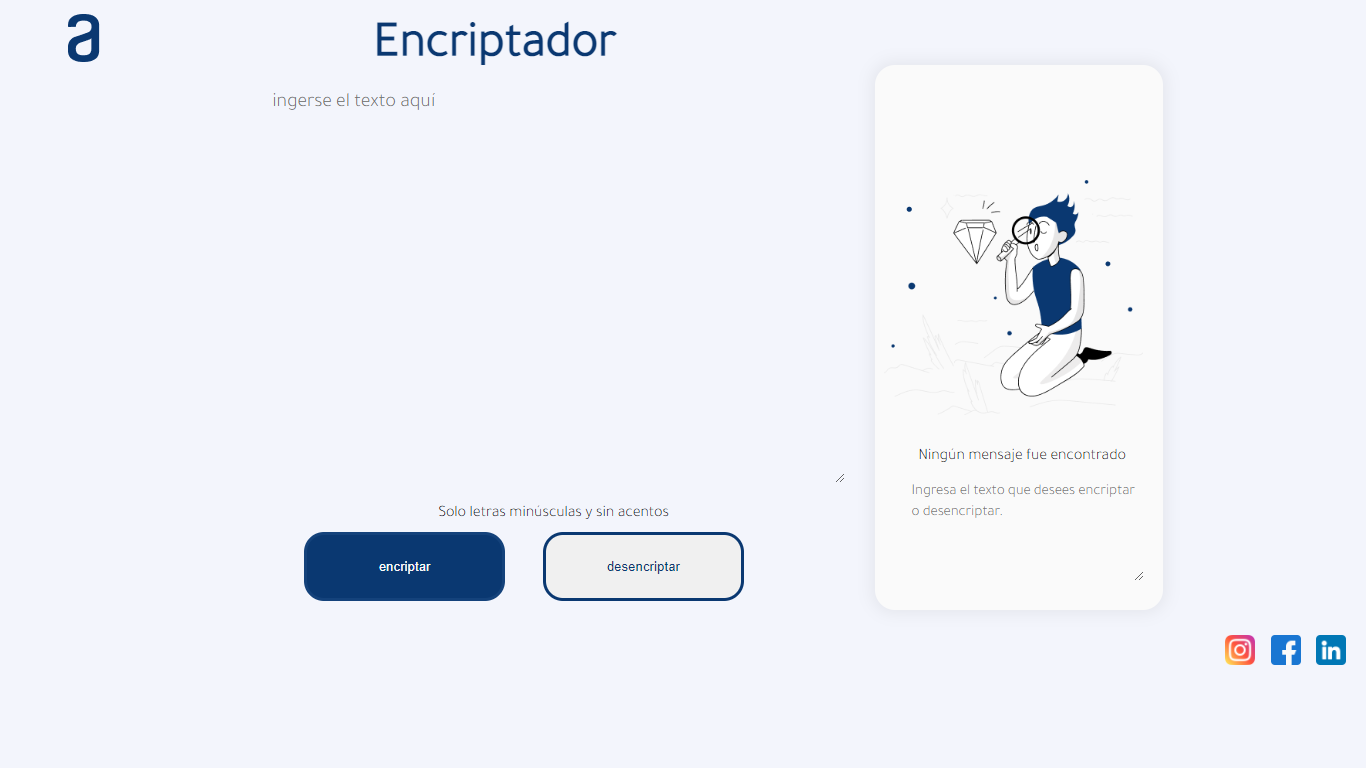 a
Encriptador
ingerse el texto aquí
Solo letras minúsculas y sin acentos
encriptar
desencriptar
Ningún mensaje fue encontrado
Ingresa el texto que desees encriptar
o desencriptar.
in